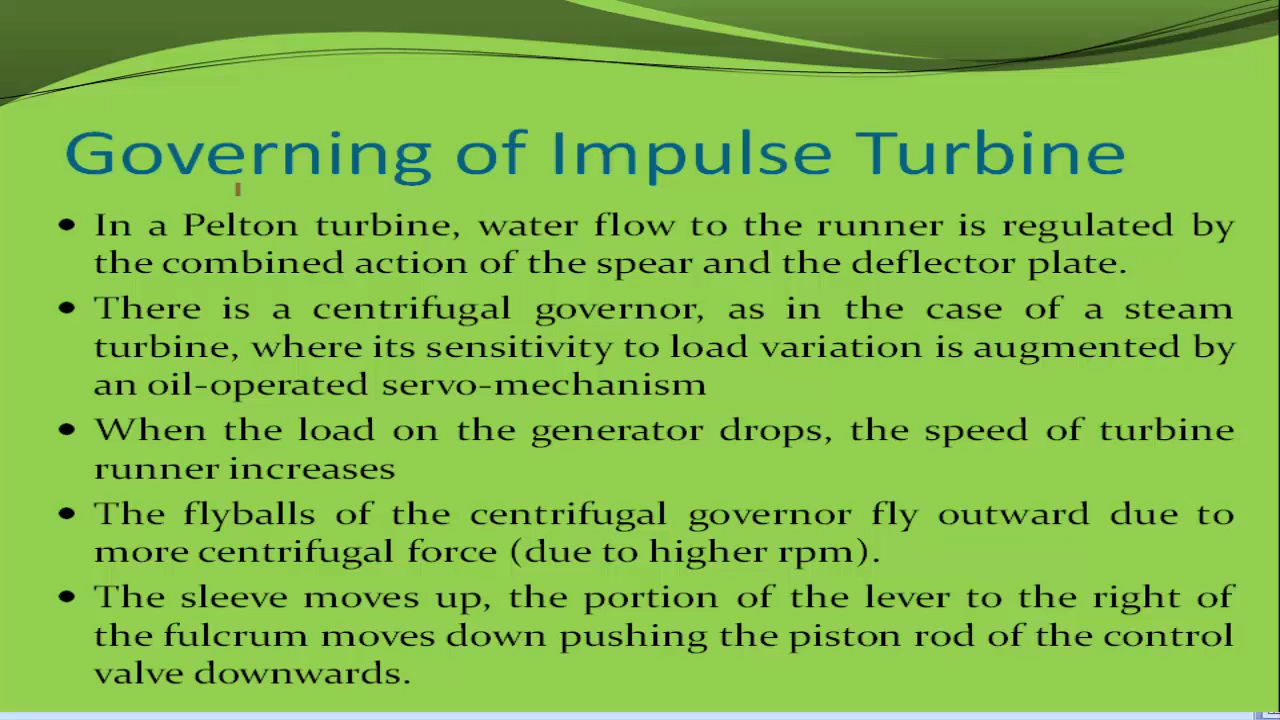 Governing of Impulse Turbine
• In a Pelton turbine, water flow to the runner is regulated by
the combined action of the spear and the deflector plate.
• There is a centrifugal governor, as in the case of a steam
turbine, where its sensitivity to load variation is augmented by
an oil-operated servo-mechanism
• When the load on the generator drops, the speed of turbine
runner increases
• The flyballs of the centrifugal governor fly outward due to
more centrifugal force (due to higher rpm).
• The sleeve moves up, the portion of the lever to the right of
the fulcrum moves down pushing the piston rod of the control
valve downwards.